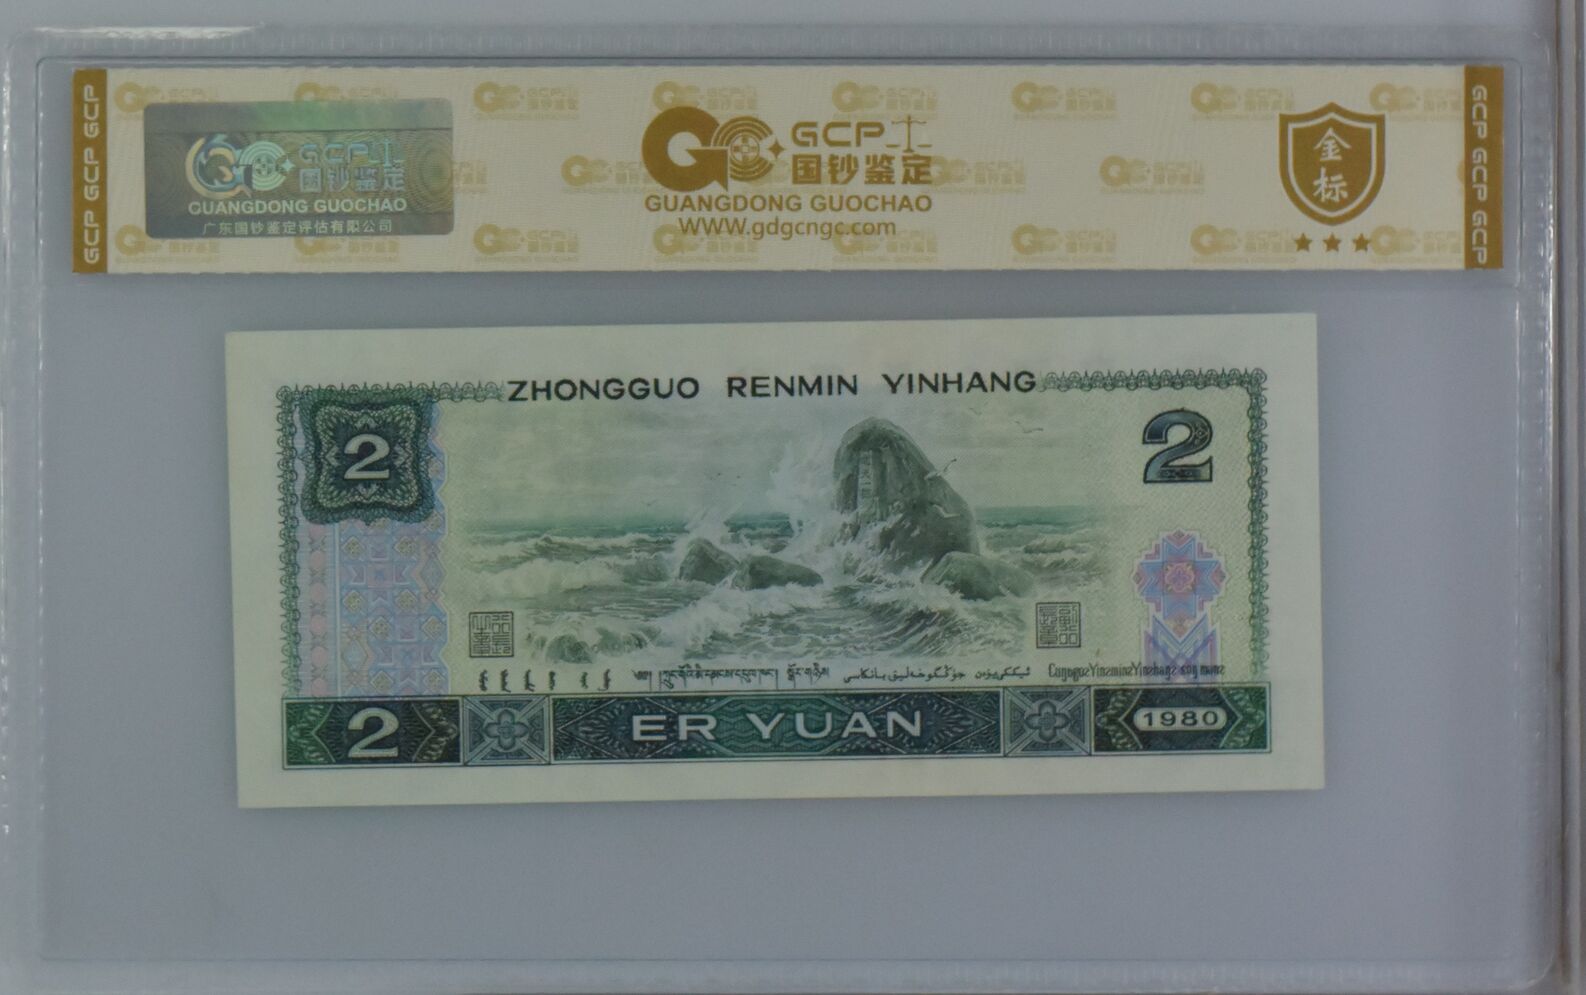 GCP GCP GCP
GCP
国钞鉴定
GUANGDONG GUOCHAO
广东国钞鉴定评估有限公司
GCP
国钞鉴定
GUANGDONG GUOCHAO
WWW.gdgcngc.com
金标
GCP GCP GCP
ZHONGGUO RENMIN YINHANG
2
2
2
ER YUAN
1980